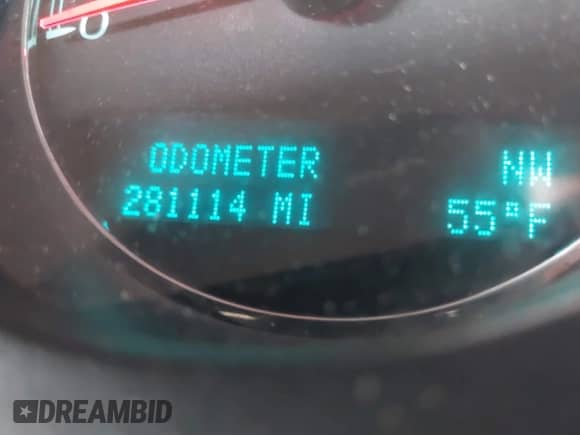 ODOMETER NW
281114 MI 55°F
DREAMBID